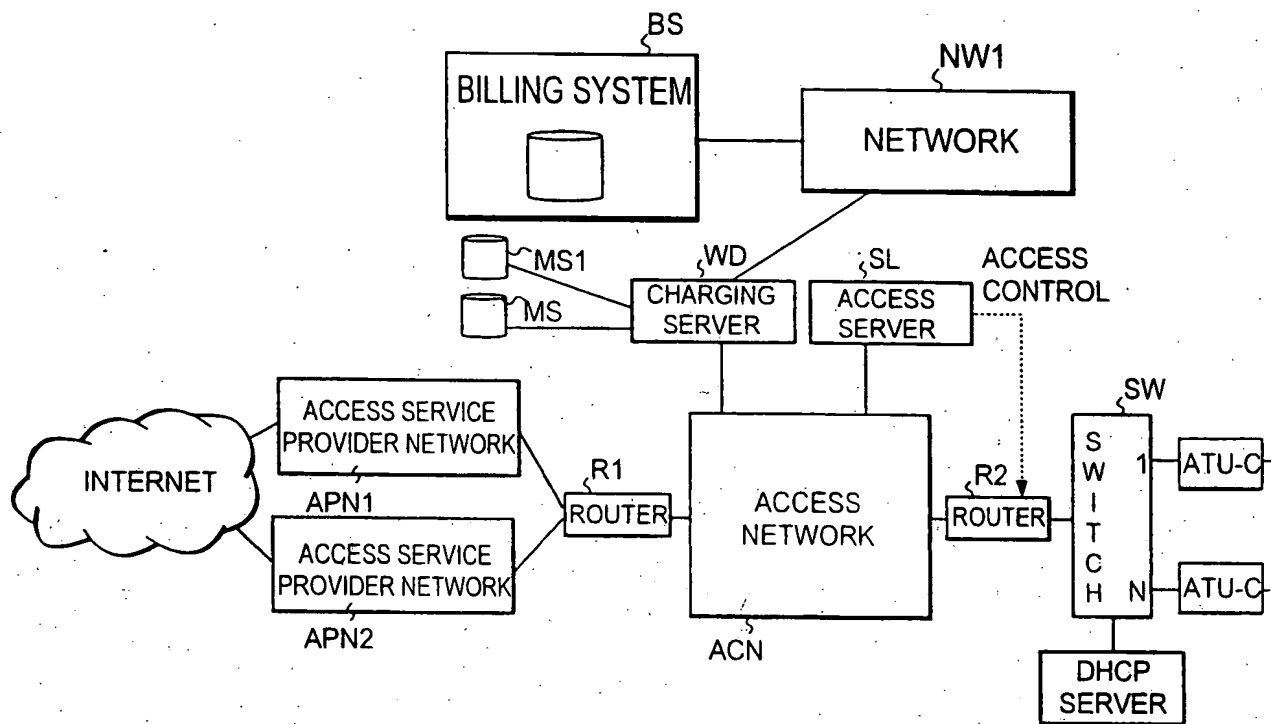 BS
BILLING SYSTEM
NW1
NETWORK
MS1
MS
WD
CHARGING
SERVER
SL
ACCESS
SERVER
ACCESS
CONTROL
INTERNET
ACCESS SERVICE
PROVIDER NETWORK
APN1
ACCESS SERVICE
PROVIDER NETWORK
APN2
R1
ROUTER
ACCESS
NETWORK
ACN
R2
ROUTER
SW
SWITCH
1
N
ATU-C
ATU-C
DHCP
SERVER